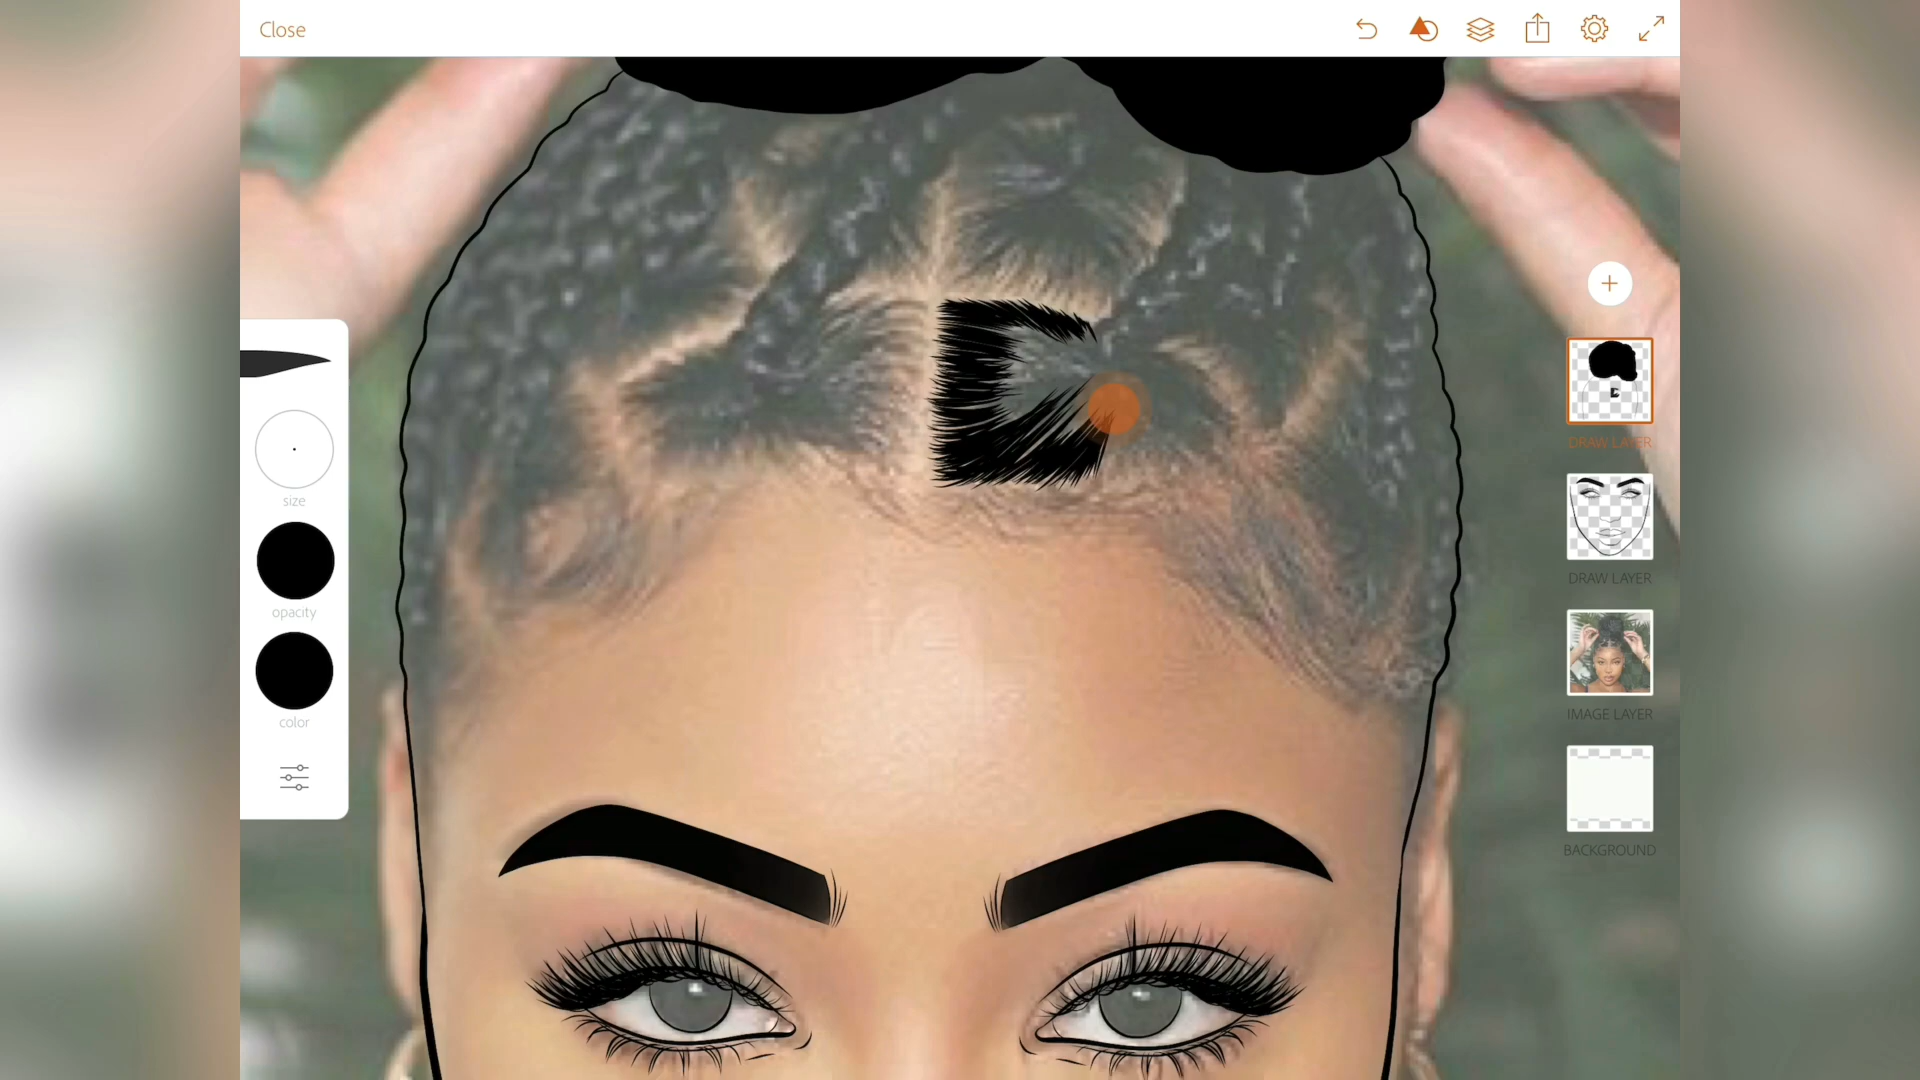 Close
size
opacity
color
DRAW LAYER
DRAW LAYER
IMAGE LAYER
BACKGROUND